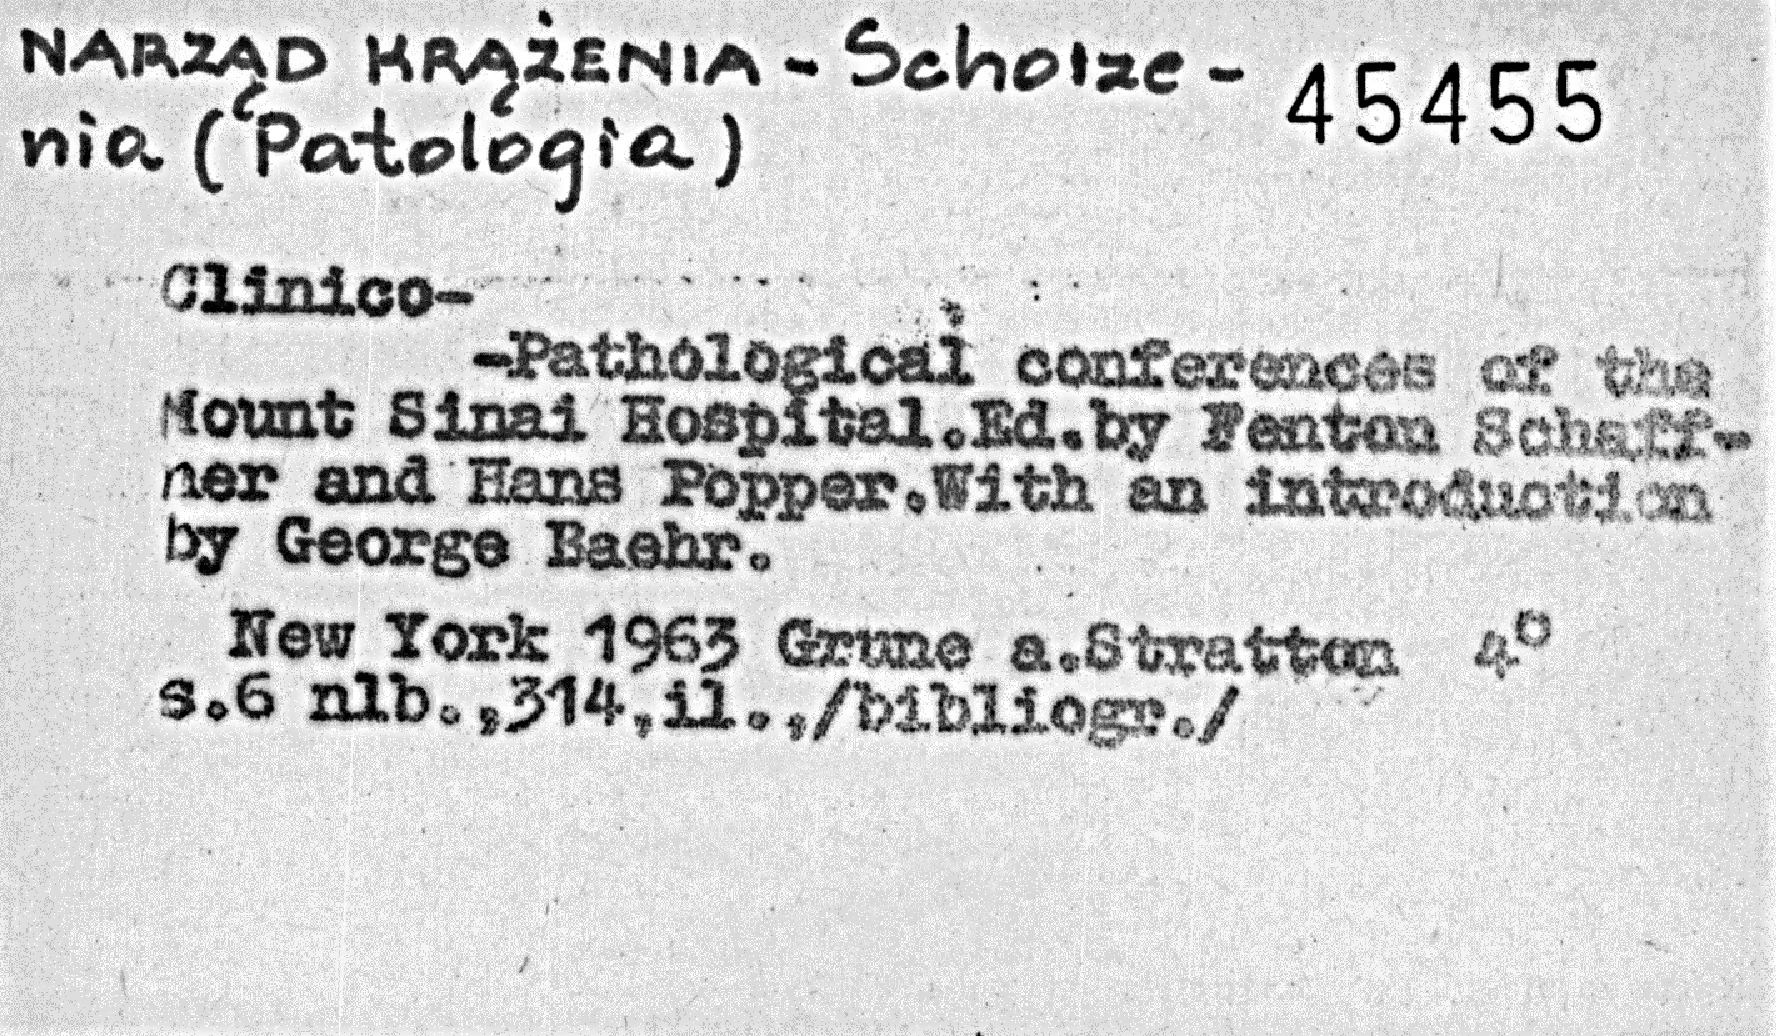 NARZĄD KRĄŻENIA - Schorze- 45455
nia (Patologia)
Clinico-
-Pathological conferences of the
Mount Sinai Hospital.Ed.by Fenton Schaff-
ner and Hans Popper.With an introduction
by George Baehr.
New York 1963 Grune a.Stratton 4º
s.6 nlb.,314,il.,/bibliogr./